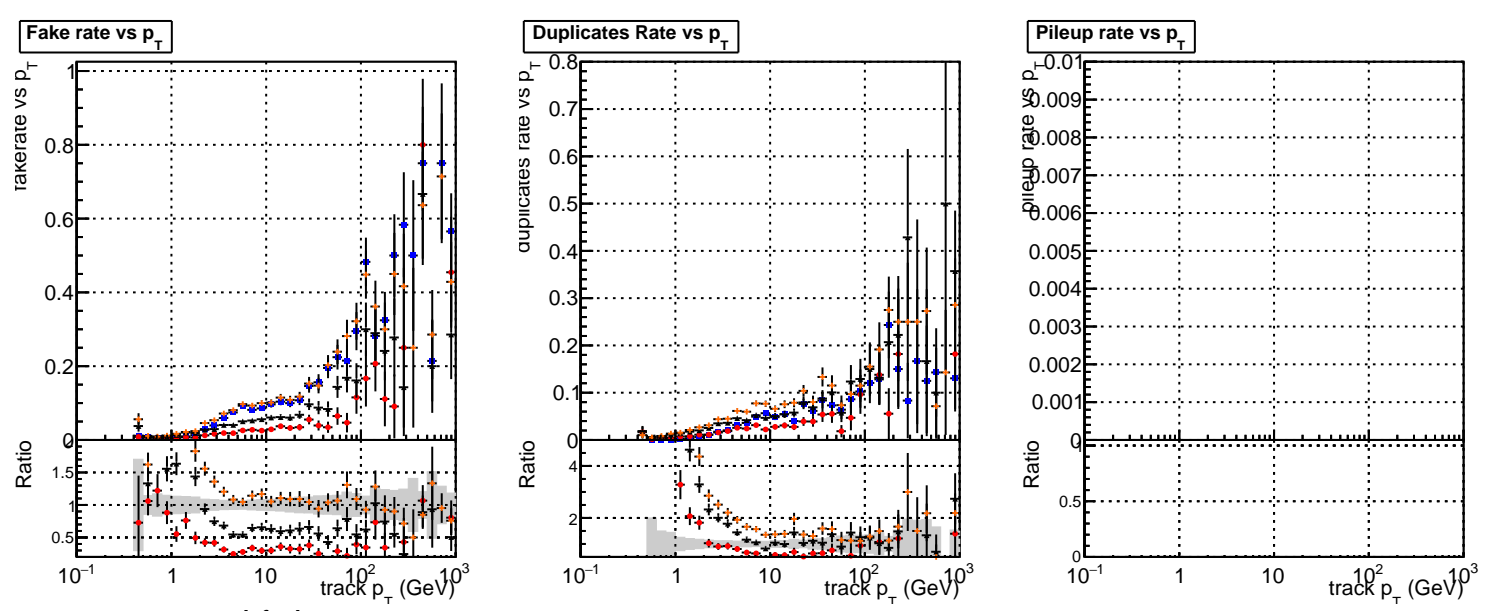 Fake rate vs p_T
Duplicates Rate vs p_T
Pileup rate vs p_T
fakerate vs p_T
1
0.8
0.6
0.4
0.2
0
Ratio
1.5
1
0.5
10^−1 1 10 10^2 10^3
track p_T (GeV)
duplicates rate vs p_T
0.8
0.7
0.6
0.5
0.4
0.3
0.2
0.1
0
Ratio
4
2
10^−1 1 10 10^2 10^3
track p_T (GeV)
pileup rate vs p_T
0.01
0.009
0.008
0.007
0.006
0.005
0.004
0.003
0.002
0.001
0
Ratio
1
0.5
0
10^−1 1 10 10^2 10^3
track p_T (GeV)